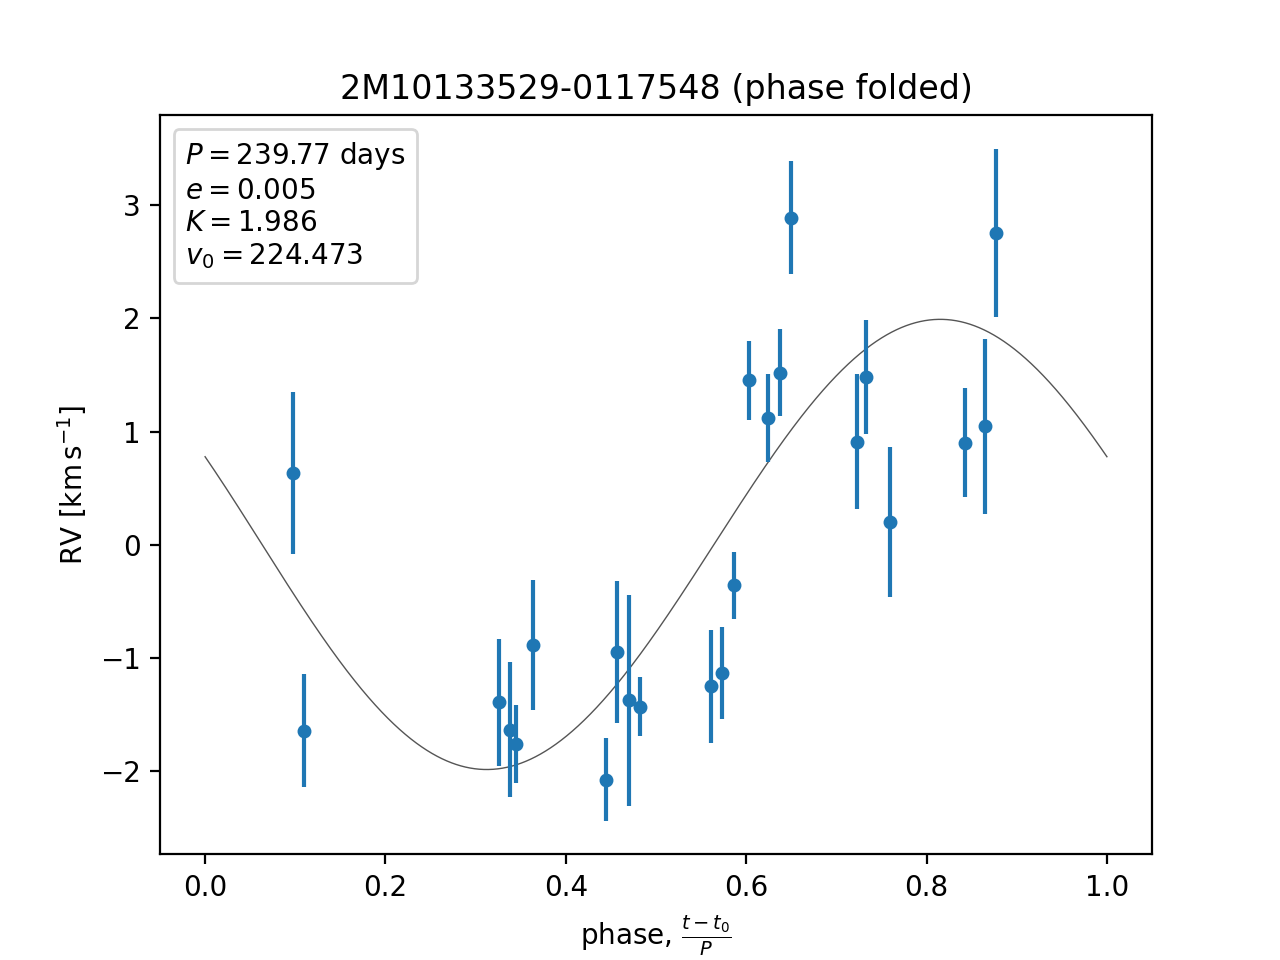 2M10133529-0117548 (phase folded)
P = 239.77 days
e = 0.005
K = 1.986
v₀ = 224.473
RV [km s⁻¹]
3
2
1
0
−1
−2
0.0 0.2 0.4 0.6 0.8 1.0
phase, (t − t₀)/P